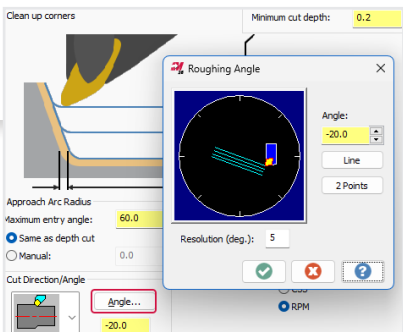 Clean up corners
Minimum cut depth: 0.2
Roughing Angle
Angle:
-20.0
Line
2 Points
Resolution (deg.): 5
Approach Arc Radius
Maximum entry angle: 60.0
Same as depth cut
Manual: 0.0
Cut Direction/Angle
Angle...
-20.0
RPM